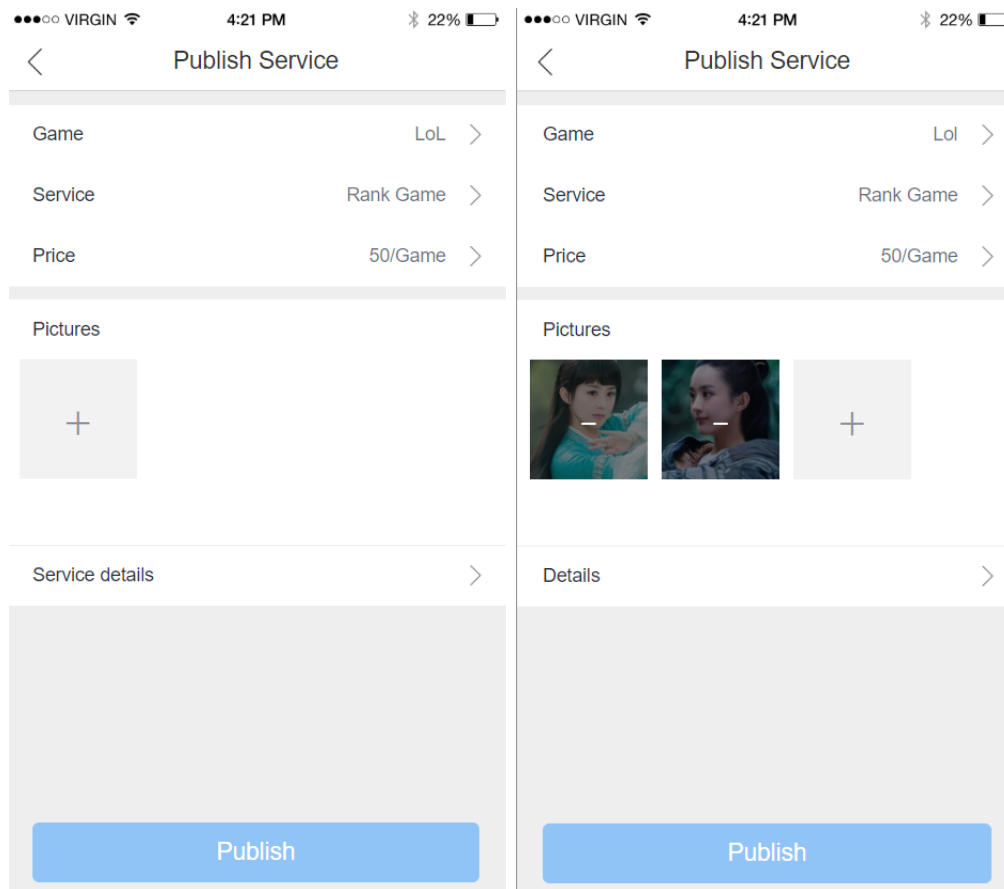 VIRGIN 4:21 PM 22%
Publish Service
Game LoL
Service Rank Game
Price 50/Game
Pictures
+
Service details
Publish
VIRGIN 4:21 PM 22%
Publish Service
Game Lol
Service Rank Game
Price 50/Game
Pictures
- - +
Details
Publish